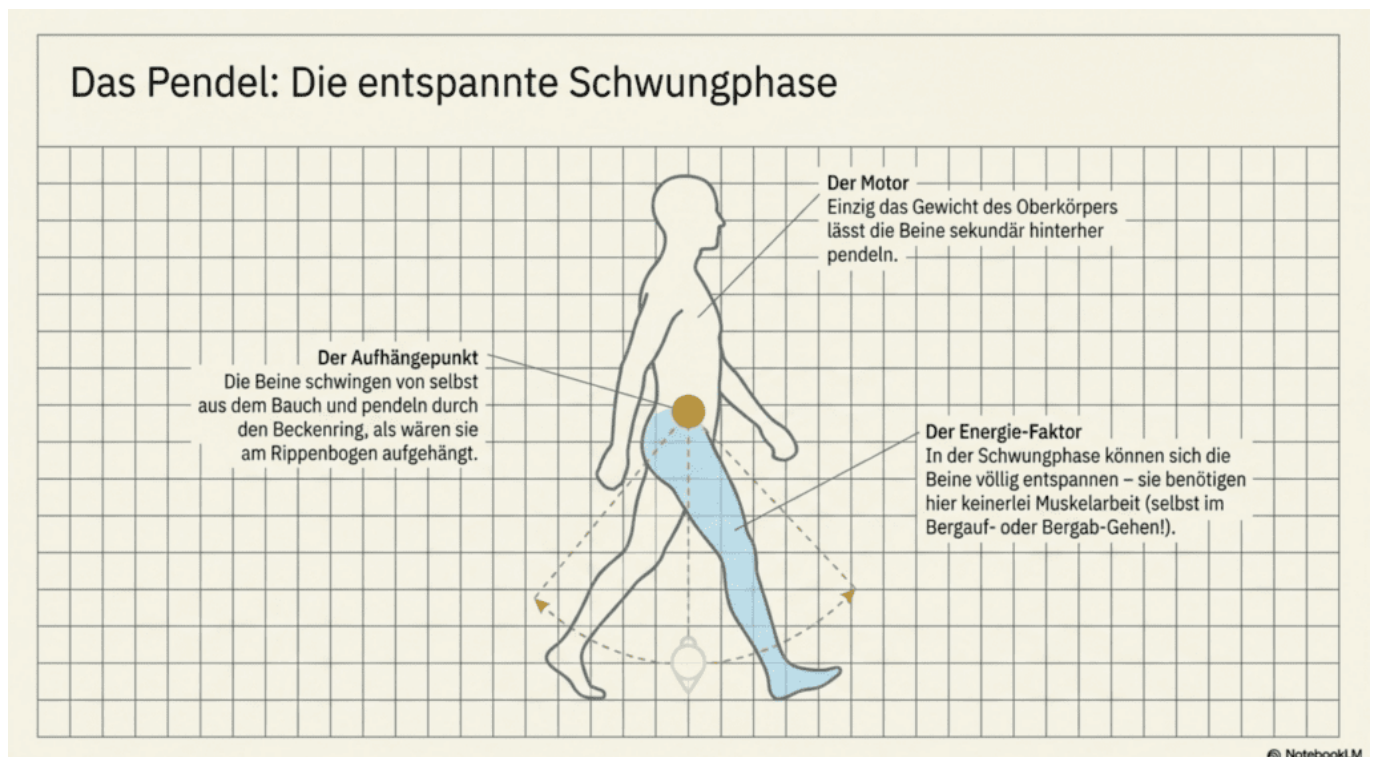 Das Pendel: Die entspannte Schwungphase
Der Motor
Einzig das Gewicht des Oberkörpers
lässt die Beine sekundär hinterher
pendeln.
Der Aufhängepunkt
Die Beine schwingen von selbst
aus dem Bauch und pendeln durch
den Beckenring, als wären sie
am Rippenbogen aufgehängt.
Der Energie-Faktor
In der Schwungphase können sich die
Beine völlig entspannen – sie benötigen
hier keinerlei Muskelarbeit (selbst im
Bergauf- oder Bergab-Gehen!).
NotebookLM